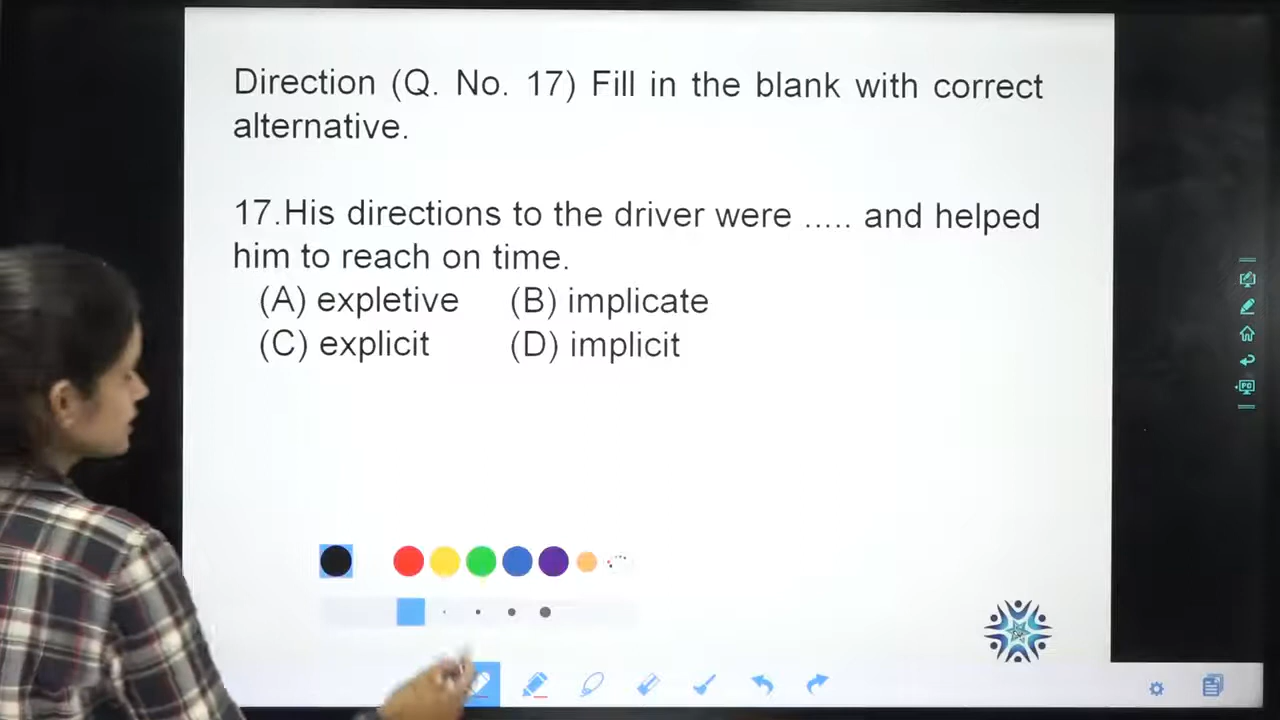 Direction (Q. No. 17) Fill in the blank with correct
alternative.
17.His directions to the driver were ..... and helped
him to reach on time.
(A) expletive (B) implicate
(C) explicit (D) implicit
PC